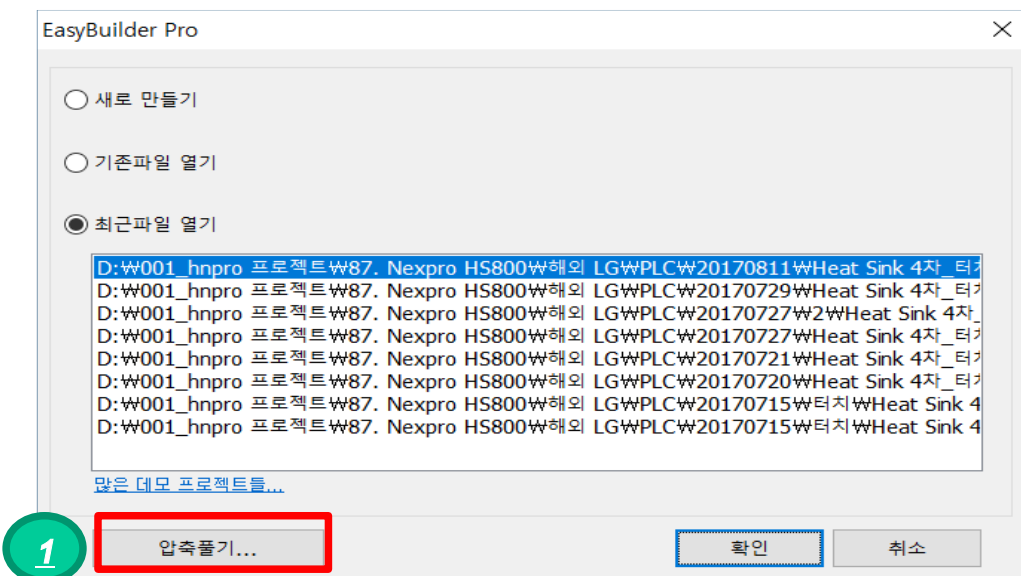 EasyBuilder Pro
새로 만들기
기존파일 열기
최근파일 열기
D:₩001_hnpro 프로젝트₩87. Nexpro HS800₩해외 LG₩PLC₩20170811₩Heat Sink 4차_터
D:₩001_hnpro 프로젝트₩87. Nexpro HS800₩해외 LG₩PLC₩20170729₩Heat Sink 4차_터
D:₩001_hnpro 프로젝트₩87. Nexpro HS800₩해외 LG₩PLC₩20170727₩2₩Heat Sink 4차_
D:₩001_hnpro 프로젝트₩87. Nexpro HS800₩해외 LG₩PLC₩20170727₩Heat Sink 4차_터
D:₩001_hnpro 프로젝트₩87. Nexpro HS800₩해외 LG₩PLC₩20170721₩Heat Sink 4차_터
D:₩001_hnpro 프로젝트₩87. Nexpro HS800₩해외 LG₩PLC₩20170720₩Heat Sink 4차_터
D:₩001_hnpro 프로젝트₩87. Nexpro HS800₩해외 LG₩PLC₩20170715₩터치₩Heat Sink 4
D:₩001_hnpro 프로젝트₩87. Nexpro HS800₩해외 LG₩PLC₩20170715₩터치₩Heat Sink 4
많은 데모 프로젝트들...
1 압축풀기... 확인 취소